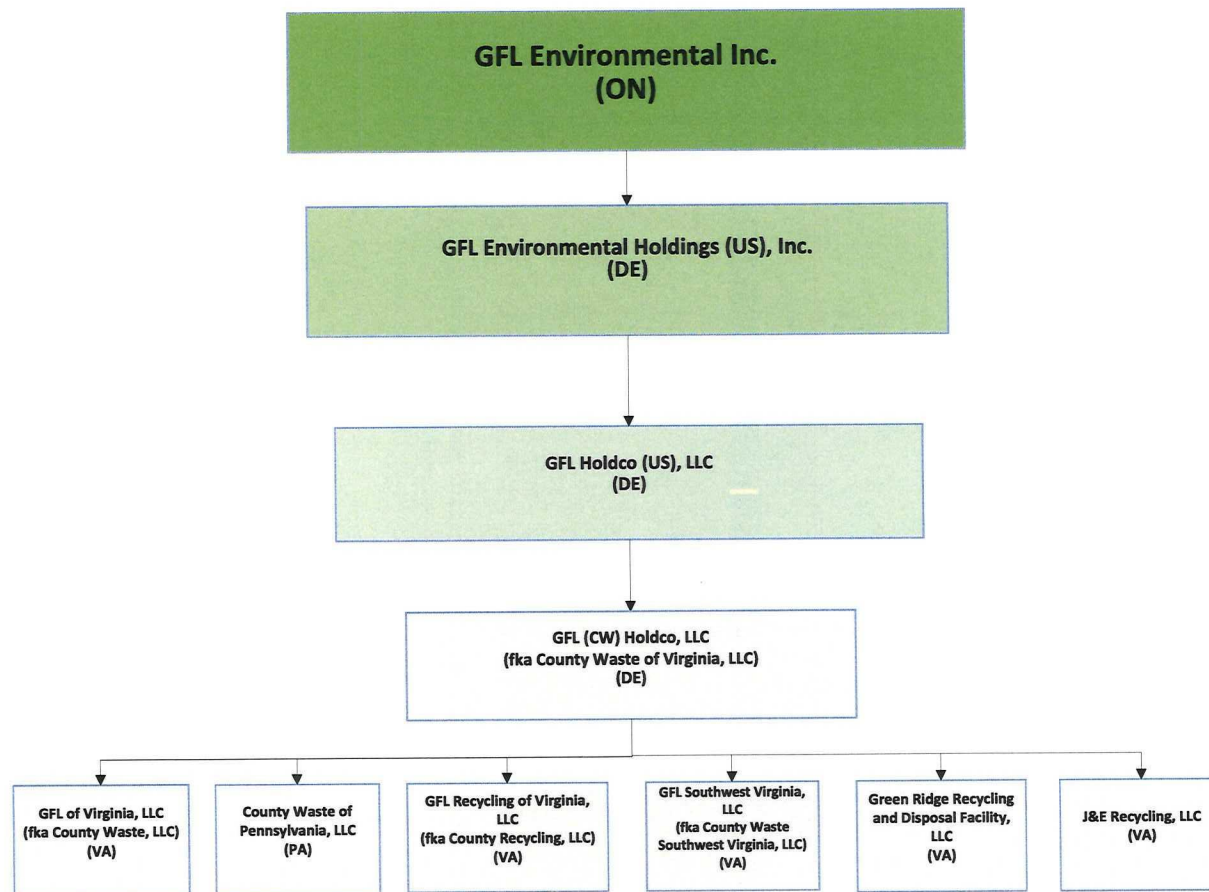 GFL Environmental Inc.
(ON)
GFL Environmental Holdings (US), Inc.
(DE)
GFL Holdco (US), LLC
(DE)
GFL (CW) Holdco, LLC
(fka County Waste of Virginia, LLC)
(DE)
GFL of Virginia, LLC
(fka County Waste, LLC)
(VA)
County Waste of
Pennsylvania, LLC
(PA)
GFL Recycling of Virginia,
LLC
(fka County Recycling, LLC)
(VA)
GFL Southwest Virginia,
LLC
(fka County Waste
Southwest Virginia, LLC)
(VA)
Green Ridge Recycling
and Disposal Facility,
LLC
(VA)
J&E Recycling, LLC
(VA)